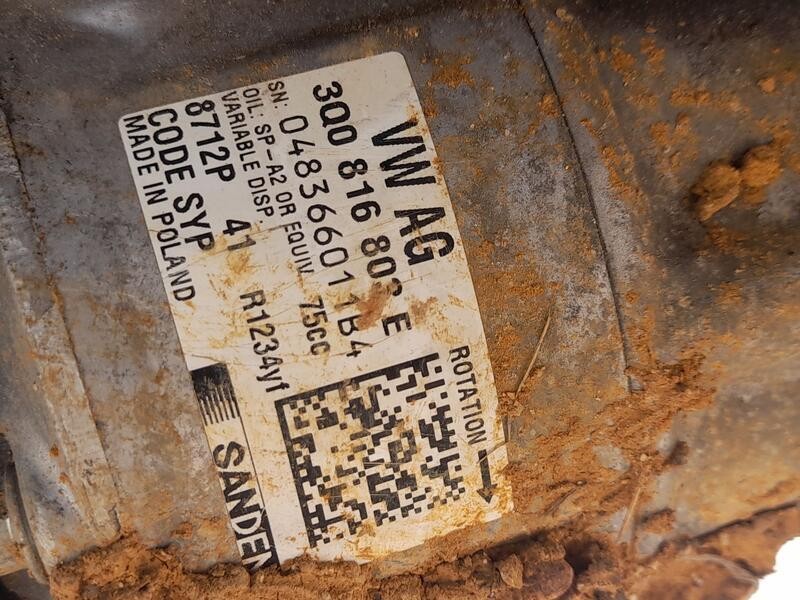 VW AG
3Q0 816 803 E
SN: 04836601 1B4
OIL: SP-A2 OR EQUIV 75CC
VARIABLE DISP
8712P 41 R1234yf
CODE SYP
MADE IN POLAND
ROTATION
SANDEN